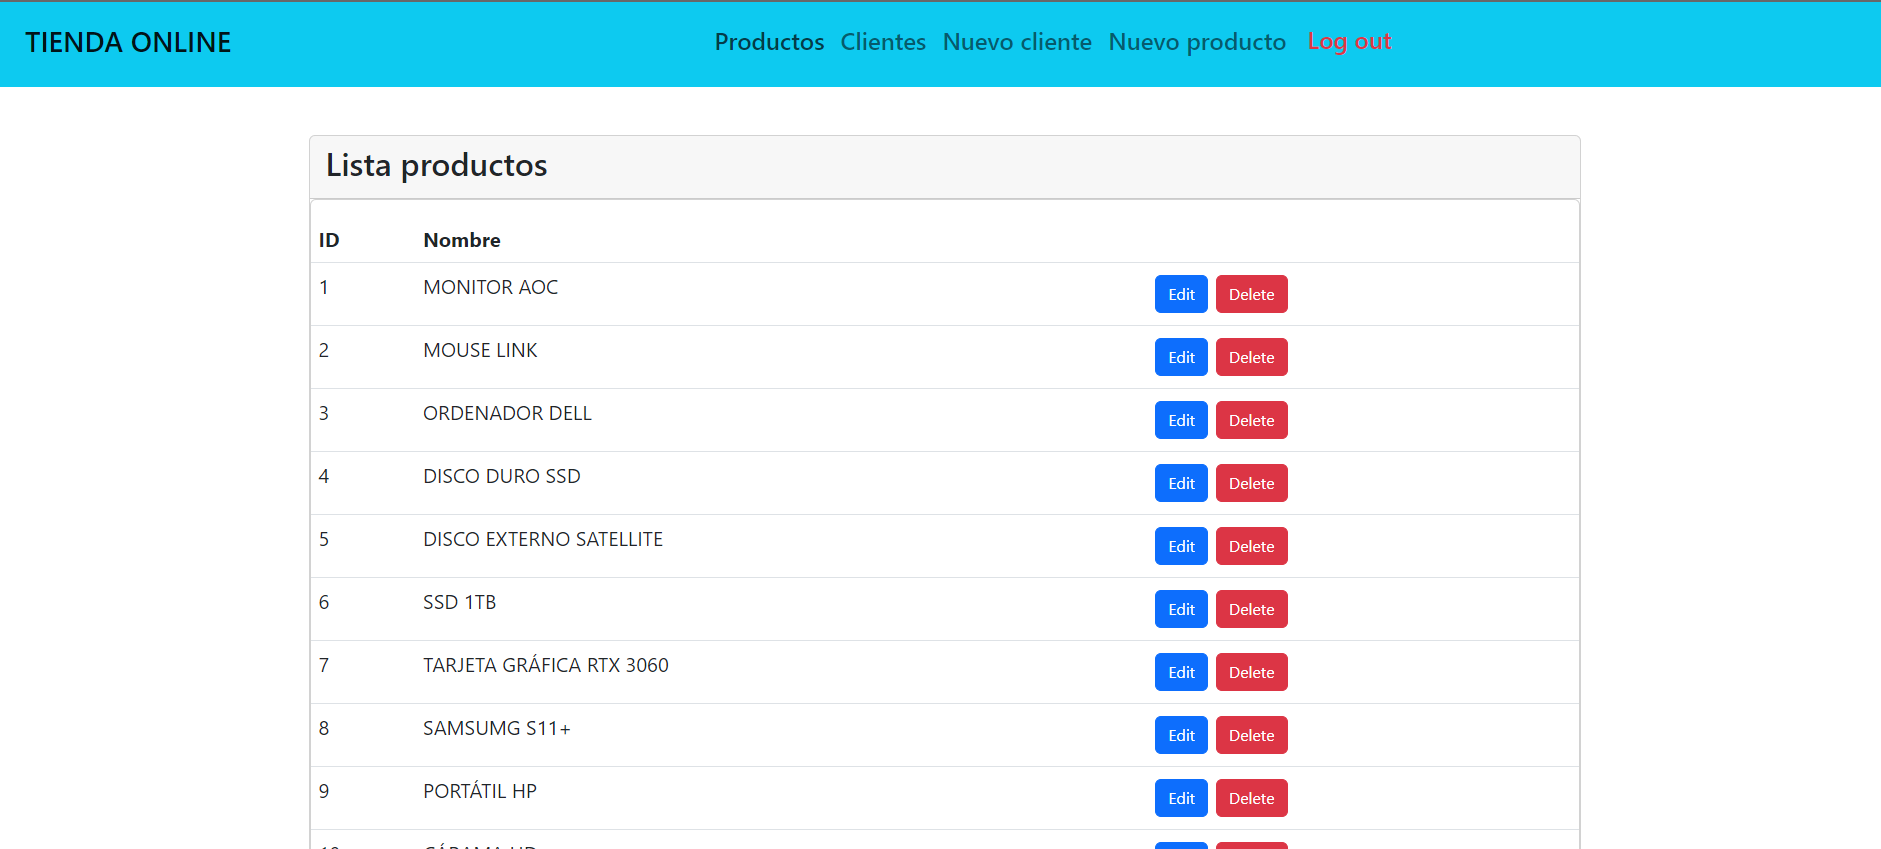 TIENDA ONLINE Productos Clientes Nuevo cliente Nuevo producto Log out
Lista productos
ID Nombre
1 MONITOR AOC Edit Delete
2 MOUSE LINK Edit Delete
3 ORDENADOR DELL Edit Delete
4 DISCO DURO SSD Edit Delete
5 DISCO EXTERNO SATELLITE Edit Delete
6 SSD 1TB Edit Delete
7 TARJETA GRÁFICA RTX 3060 Edit Delete
8 SAMSUMG S11+ Edit Delete
9 PORTÁTIL HP Edit Delete